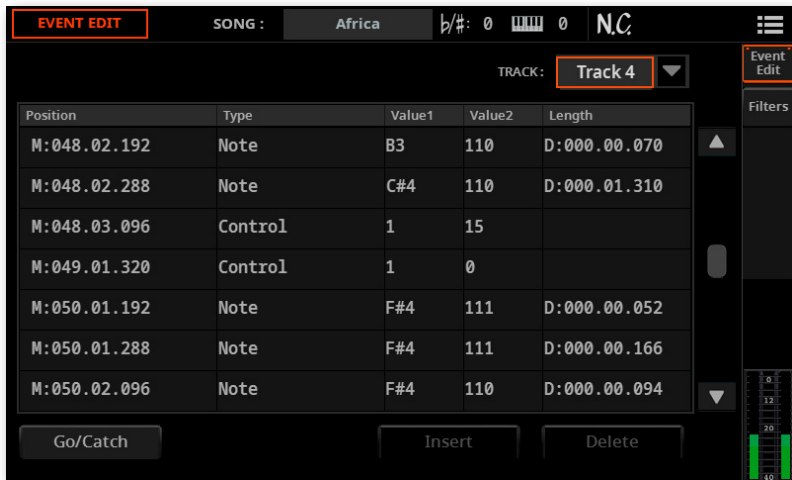 EVENT EDIT SONG : Africa ♭/#: 0 0 N.C.
TRACK : Track 4
Event
Edit
Filters
Position Type Value1 Value2 Length
M:048.02.192 Note B3 110 D:000.00.070
M:048.02.288 Note C#4 110 D:000.01.310
M:048.03.096 Control 1 15
M:049.01.320 Control 1 0
M:050.01.192 Note F#4 111 D:000.00.052
M:050.01.288 Note F#4 111 D:000.00.166
M:050.02.096 Note F#4 110 D:000.00.094
0
12
20
40
Go/Catch Insert Delete